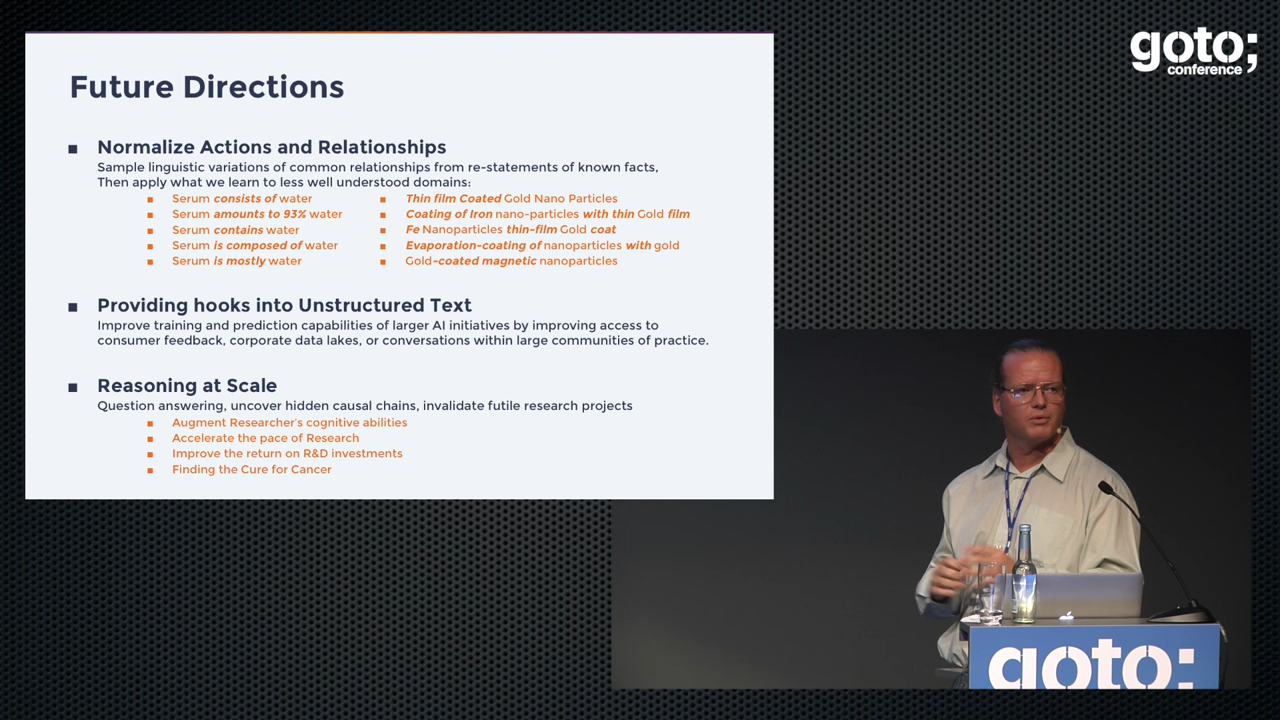 goto;
conference
Future Directions
▪ Normalize Actions and Relationships
Sample linguistic variations of common relationships from re-statements of known facts,
Then apply what we learn to less well understood domains:
▪ Serum consists of water
▪ Serum amounts to 93% water
▪ Serum contains water
▪ Serum is composed of water
▪ Serum is mostly water
▪ Thin film Coated Gold Nano Particles
▪ Coating of Iron nano-particles with thin Gold film
▪ Fe Nanoparticles thin-film Gold coat
▪ Evaporation-coating of nanoparticles with gold
▪ Gold-coated magnetic nanoparticles
▪ Providing hooks into Unstructured Text
Improve training and prediction capabilities of larger AI initiatives by improving access to
consumer feedback, corporate data lakes, or conversations within large communities of practice.
▪ Reasoning at Scale
Question answering, uncover hidden causal chains, invalidate futile research projects
▪ Augment Researcher's cognitive abilities
▪ Accelerate the pace of Research
▪ Improve the return on R&D investments
▪ Finding the Cure for Cancer
goto;